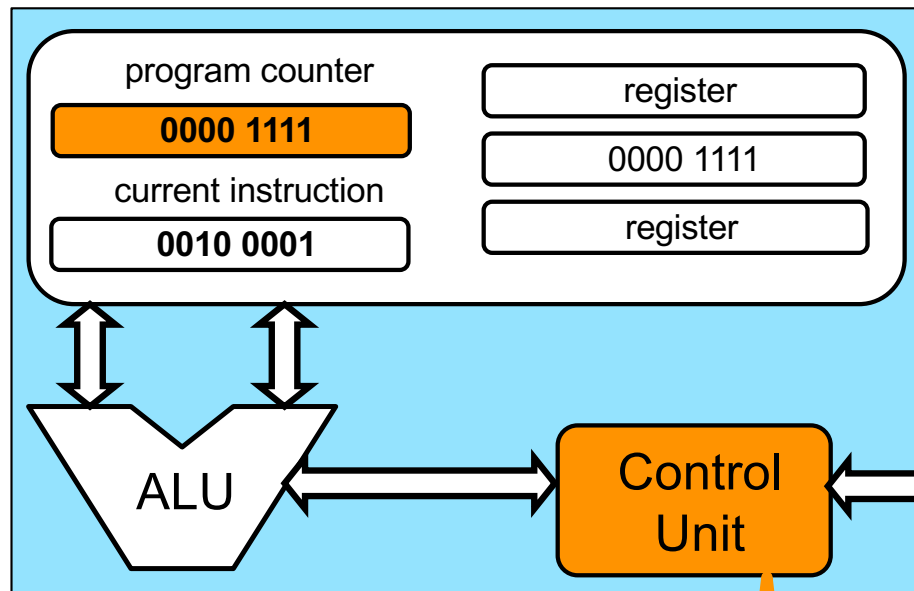 program counter
0000 1111
current instruction
0010 0001
register
0000 1111
register
ALU
Control
Unit